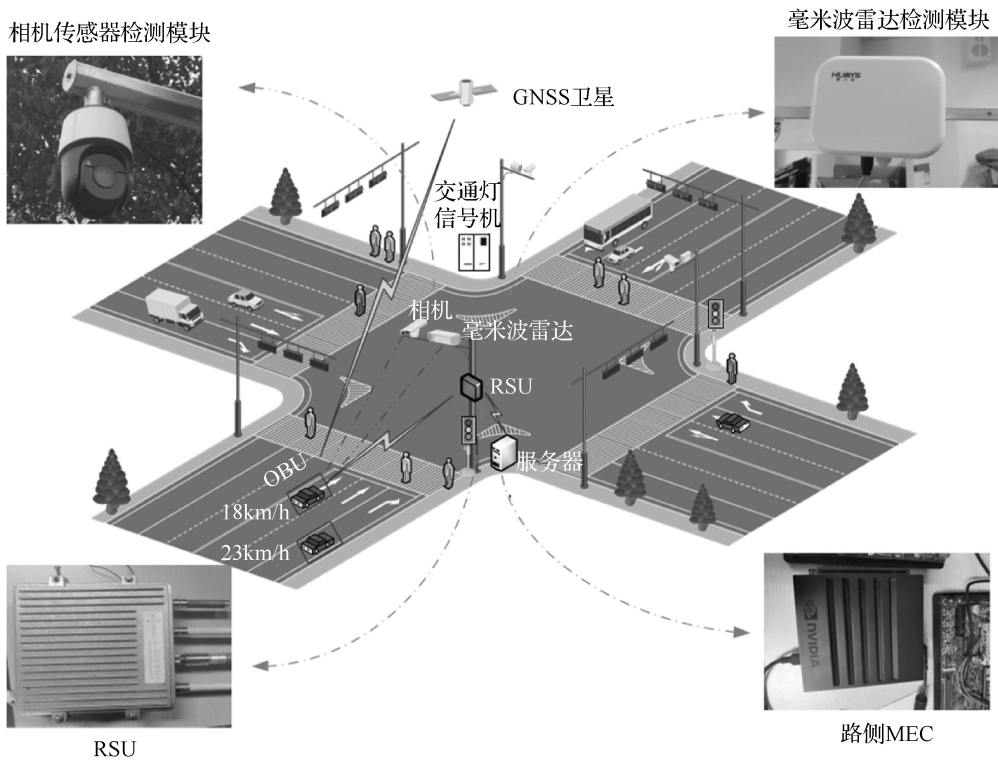 相机传感器检测模块
毫米波雷达检测模块
HURYS
GNSS卫星
交通灯
信号机
相机
毫米波雷达
RSU
OBU
服务器
18km/h
23km/h
NVIDIA
RSU
路侧MEC